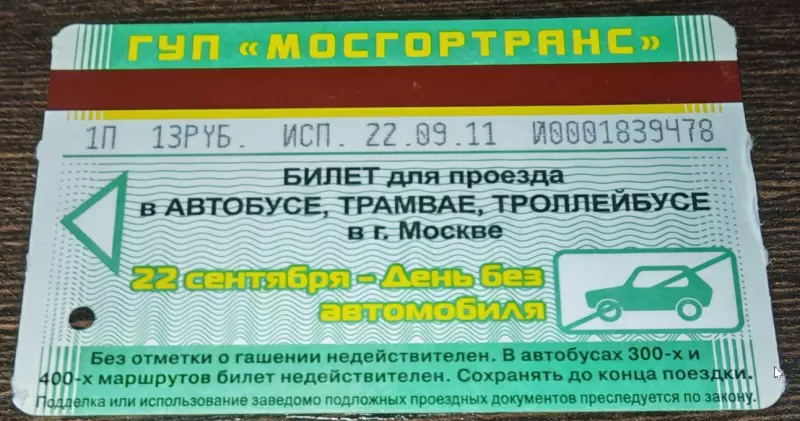 ГУП «МОСГОРТРАНС»
1П 13РУБ. ИСП. 22.09.11 И0001839478
БИЛЕТ для проезда
в АВТОБУСЕ, ТРАМВАЕ, ТРОЛЛЕЙБУСЕ
в г. Москве
22 сентября – День без
автомобиля
Без отметки о гашении недействителен. В автобусах 300-х и
400-х маршрутов билет недействителен. Сохранять до конца поездки.
Подделка или использование заведомо подложных проездных документов преследуется по закону.